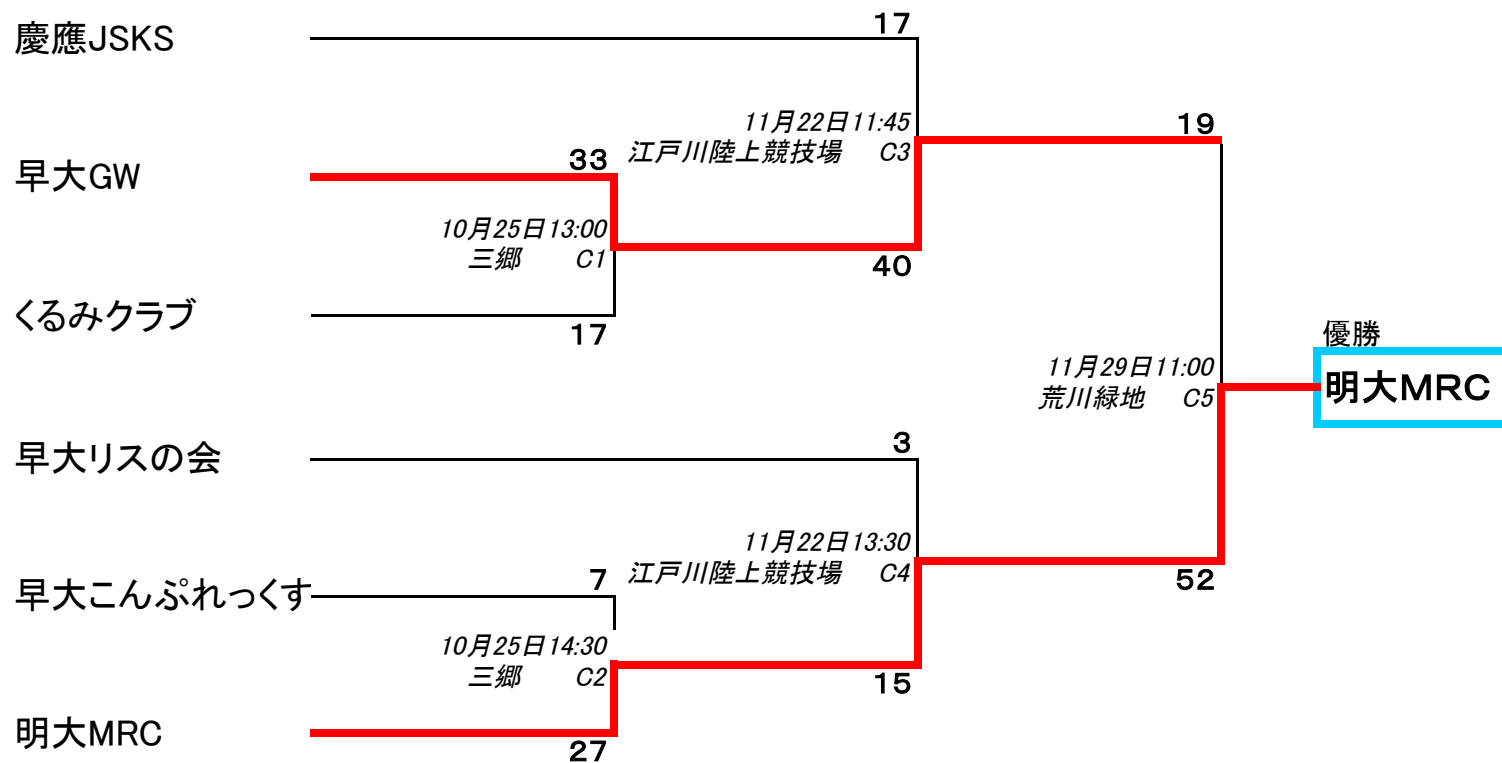 慶應JSKS
17
11月22日11:45
江戸川陸上競技場 C3
19
早大GW
33
10月25日13:00
三郷 C1
40
くるみクラブ
17
優勝
明大MRC
11月29日11:00
荒川緑地 C5
早大リスの会
3
11月22日13:30
江戸川陸上競技場 C4
52
早大こんぷれっくす
7
10月25日14:30
三郷 C2
15
明大MRC
27